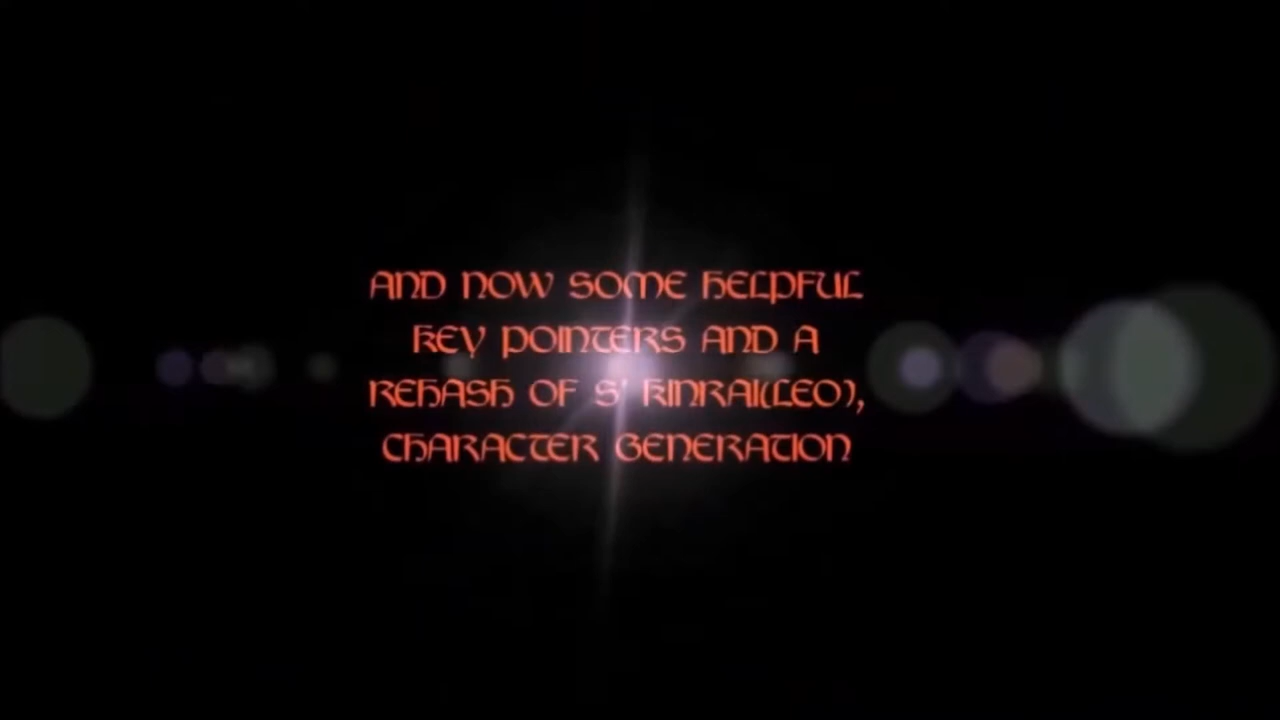 AND NOW SOME HELPFUL
KEY POINTERS AND A
REHASH OF S' KINRAI(LEO),
CHARACTER GENERATION